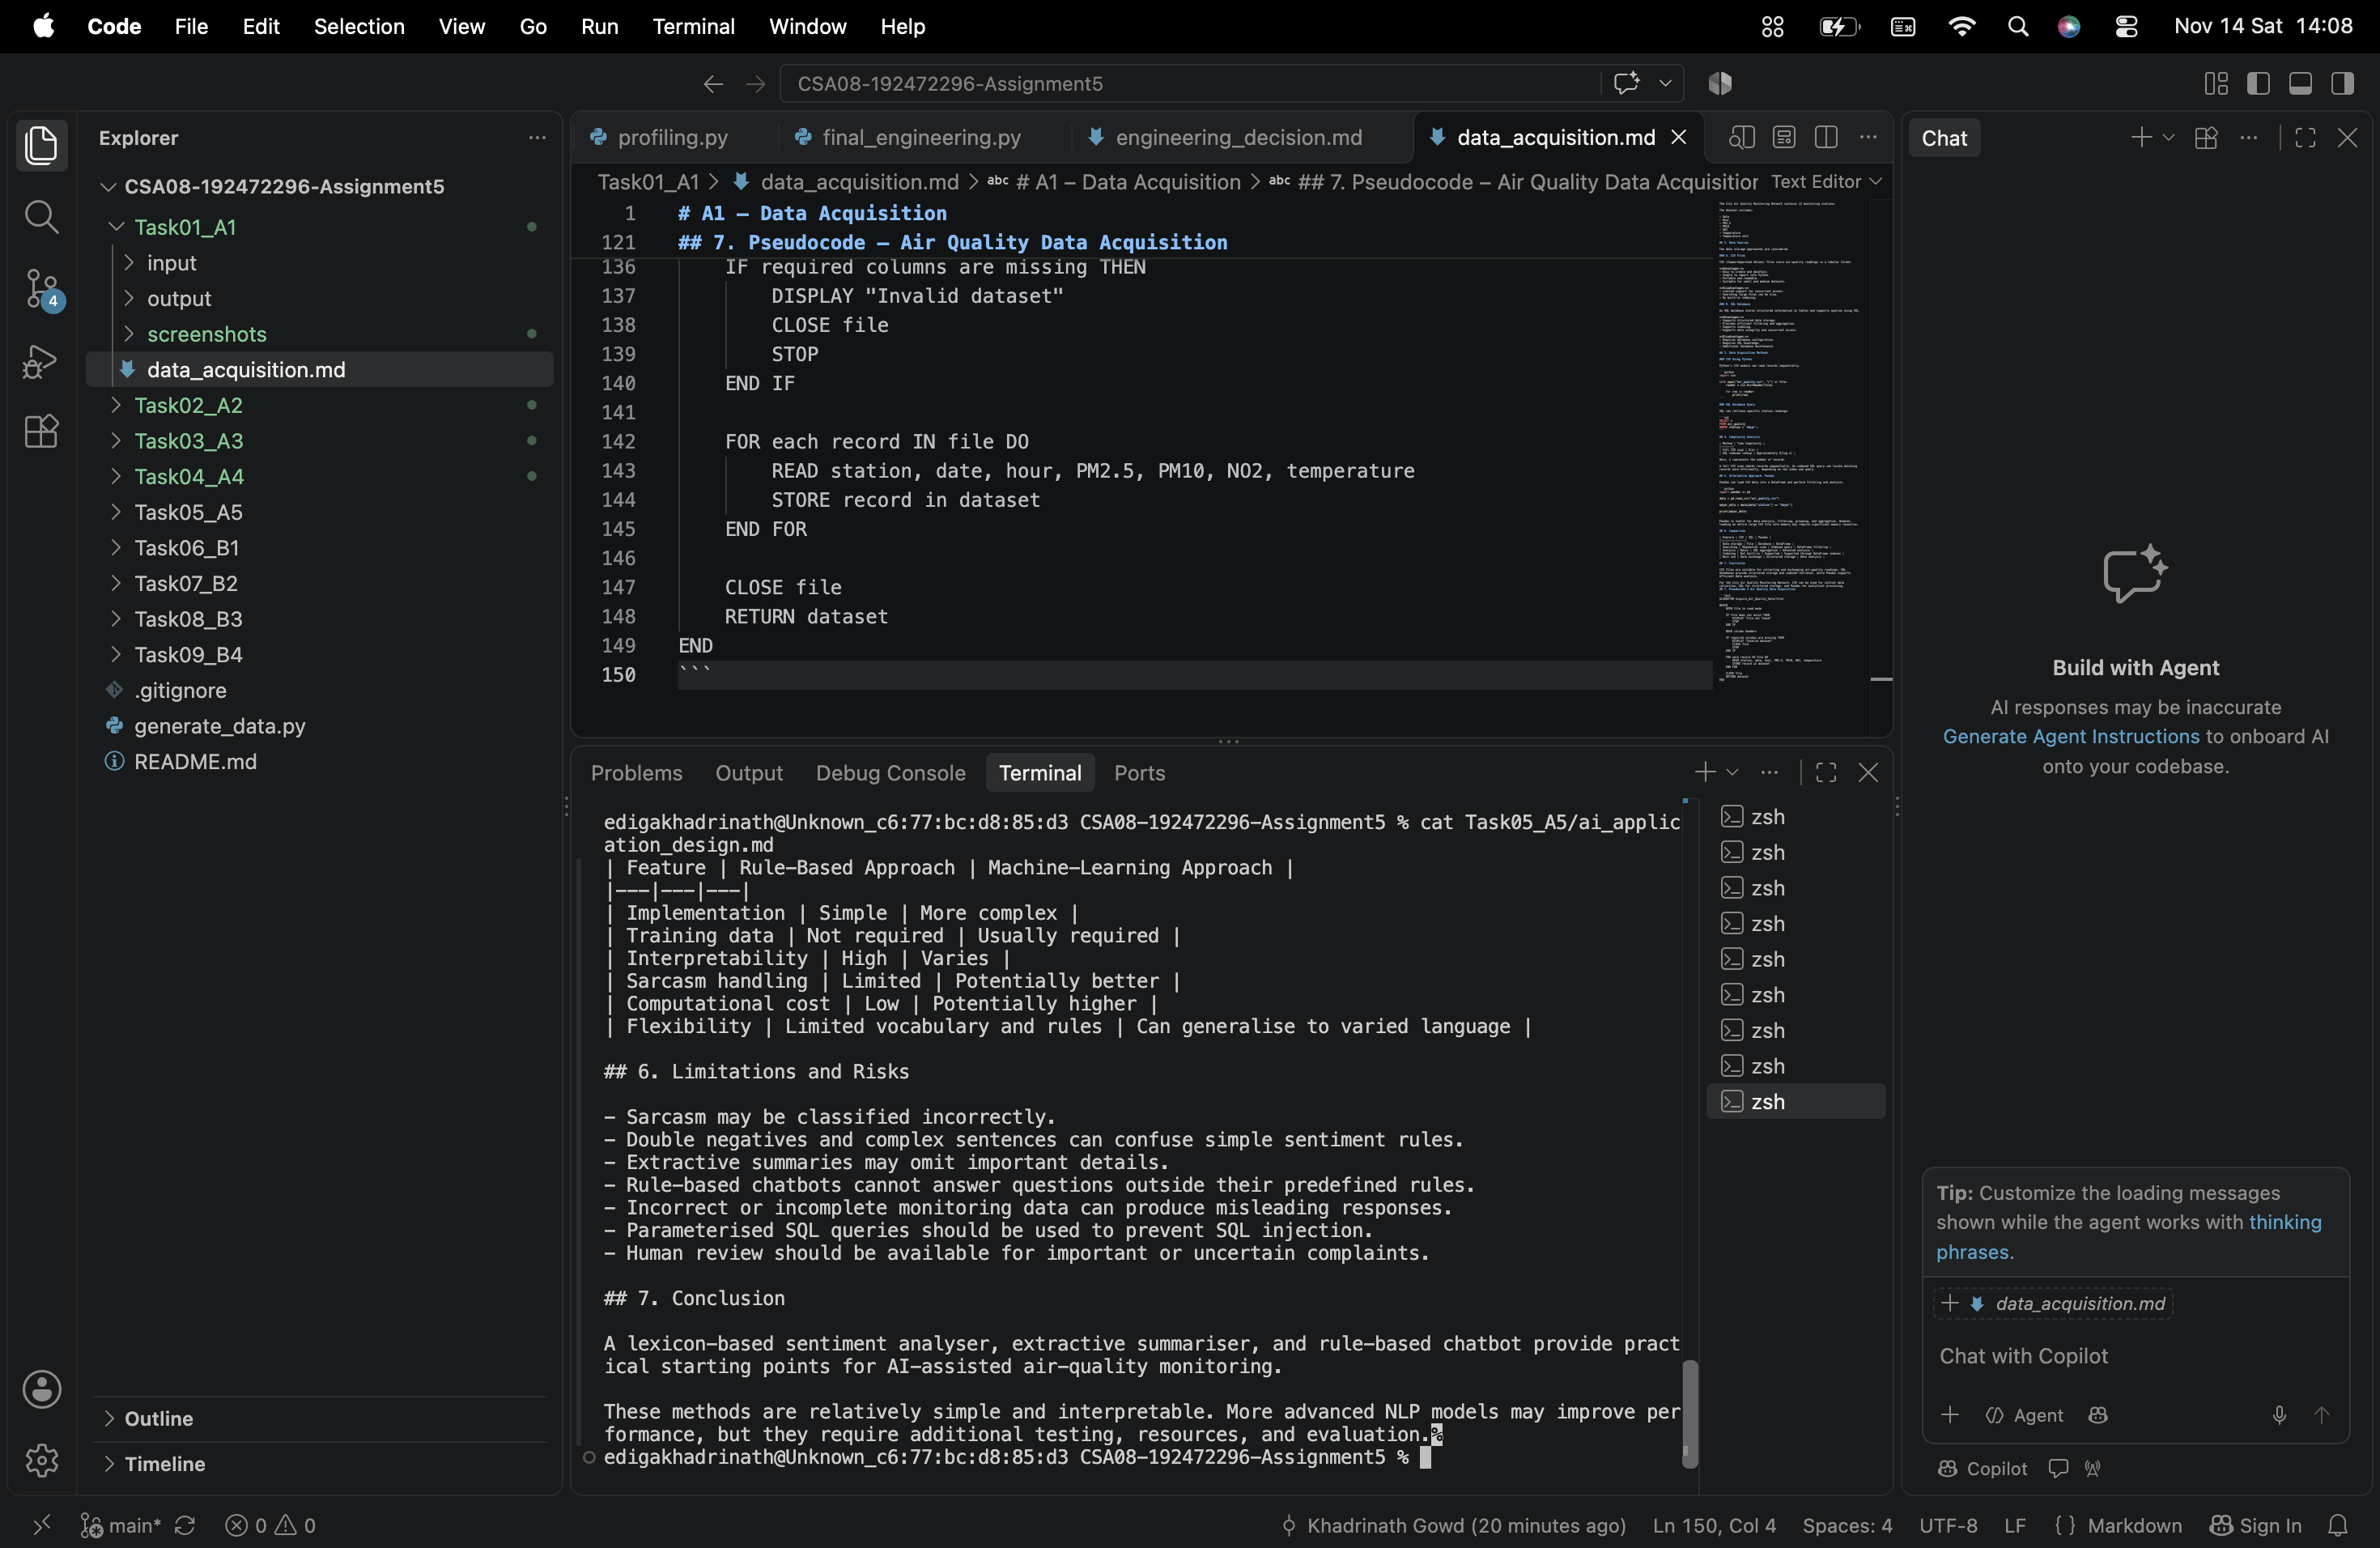 Code File Edit Selection View Go Run Terminal Window Help
Nov 14 Sat 14:08
CSA08-192472296-Assignment5
Explorer
CSA08-192472296-Assignment5
Task01_A1
input
output
screenshots
data_acquisition.md
Task02_A2
Task03_A3
Task04_A4
Task05_A5
Task06_B1
Task07_B2
Task08_B3
Task09_B4
.gitignore
generate_data.py
README.md
Outline
Timeline
4
profiling.py final_engineering.py engineering_decision.md data_acquisition.md
Task01_A1 > data_acquisition.md > abc # A1 – Data Acquisition > abc ## 7. Pseudocode – Air Quality Data Acquisition Text Editor
1 # A1 – Data Acquisition
121 ## 7. Pseudocode – Air Quality Data Acquisition
136 IF required columns are missing THEN
137 DISPLAY "Invalid dataset"
138 CLOSE file
139 STOP
140 END IF
141
142 FOR each record IN file DO
143 READ station, date, hour, PM2.5, PM10, NO2, temperature
144 STORE record in dataset
145 END FOR
146
147 CLOSE file
148 RETURN dataset
149 END
150 ```
Problems Output Debug Console Terminal Ports
edigakhadrinath@Unknown_c6:77:bc:d8:85:d3 CSA08-192472296-Assignment5 % cat Task05_A5/ai_applic
ation_design.md
| Feature | Rule-Based Approach | Machine-Learning Approach |
|---|---|---|
| Implementation | Simple | More complex |
| Training data | Not required | Usually required |
| Interpretability | High | Varies |
| Sarcasm handling | Limited | Potentially better |
| Computational cost | Low | Potentially higher |
| Flexibility | Limited vocabulary and rules | Can generalise to varied language |
## 6. Limitations and Risks
- Sarcasm may be classified incorrectly.
- Double negatives and complex sentences can confuse simple sentiment rules.
- Extractive summaries may omit important details.
- Rule-based chatbots cannot answer questions outside their predefined rules.
- Incorrect or incomplete monitoring data can produce misleading responses.
- Parameterised SQL queries should be used to prevent SQL injection.
- Human review should be available for important or uncertain complaints.
## 7. Conclusion
A lexicon-based sentiment analyser, extractive summariser, and rule-based chatbot provide pract
ical starting points for AI-assisted air-quality monitoring.
These methods are relatively simple and interpretable. More advanced NLP models may improve per
formance, but they require additional testing, resources, and evaluation.%
edigakhadrinath@Unknown_c6:77:bc:d8:85:d3 CSA08-192472296-Assignment5 %
zsh
zsh
zsh
zsh
zsh
zsh
zsh
zsh
zsh
Chat
Build with Agent
AI responses may be inaccurate
Generate Agent Instructions to onboard AI
onto your codebase.
Tip: Customize the loading messages
shown while the agent works with thinking
phrases.
data_acquisition.md
Chat with Copilot
Agent
Copilot
main* 0 0
Khadrinath Gowd (20 minutes ago) Ln 150, Col 4 Spaces: 4 UTF-8 LF {} Markdown Sign In